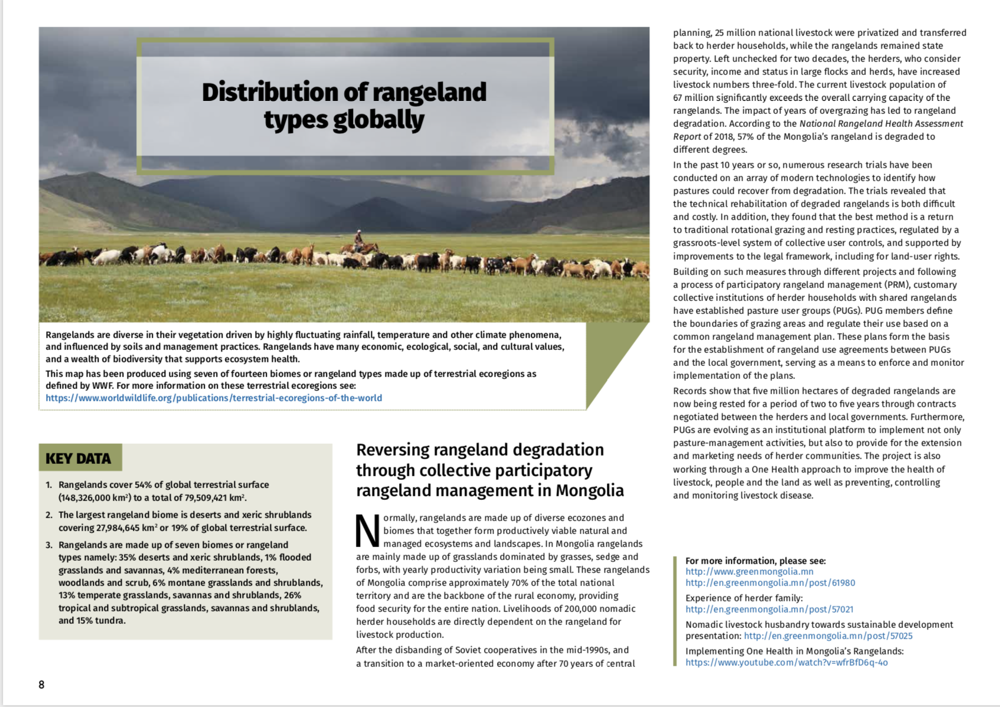 Distribution of rangeland
types globally
Rangelands are diverse in their vegetation driven by highly fluctuating rainfall, temperature and other climate phenomena,
and influenced by soils and management practices. Rangelands have many economic, ecological, social, and cultural values,
and a wealth of biodiversity that supports ecosystem health.
This map has been produced using seven of fourteen biomes or rangeland types made up of terrestrial ecoregions as
defined by WWF. For more information on these terrestrial ecoregions see:
https://www.worldwildlife.org/publications/terrestrial-ecoregions-of-the-world
KEY DATA
1. Rangelands cover 54% of global terrestrial surface
(148,326,000 km²) to a total of 79,509,421 km².
2. The largest rangeland biome is deserts and xeric shrublands
covering 27,984,645 km² or 19% of global terrestrial surface.
3. Rangelands are made up of seven biomes or rangeland
types namely: 35% deserts and xeric shrublands, 1% flooded
grasslands and savannas, 4% mediterranean forests,
woodlands and scrub, 6% montane grasslands and shrublands,
13% temperate grasslands, savannas and shrublands, 26%
tropical and subtropical grasslands, savannas and shrublands,
and 15% tundra.
Reversing rangeland degradation
through collective participatory
rangeland management in Mongolia
Normally, rangelands are made up of diverse ecozones and
biomes that together form productively viable natural and
managed ecosystems and landscapes. In Mongolia rangelands
are mainly made up of grasslands dominated by grasses, sedge and
forbs, with yearly productivity variation being small. These rangelands
of Mongolia comprise approximately 70% of the total national
territory and are the backbone of the rural economy, providing
food security for the entire nation. Livelihoods of 200,000 nomadic
herder households are directly dependent on the rangeland for
livestock production.
After the disbanding of Soviet cooperatives in the mid-1990s, and
a transition to a market-oriented economy after 70 years of central
planning, 25 million national livestock were privatized and transferred
back to herder households, while the rangelands remained state
property. Left unchecked for two decades, the herders, who consider
security, income and status in large flocks and herds, have increased
livestock numbers three-fold. The current livestock population of
67 million significantly exceeds the overall carrying capacity of the
rangelands. The impact of years of overgrazing has led to rangeland
degradation. According to the National Rangeland Health Assessment
Report of 2018, 57% of the Mongolia's rangeland is degraded to
different degrees.
In the past 10 years or so, numerous research trials have been
conducted on an array of modern technologies to identify how
pastures could recover from degradation. The trials revealed that
the technical rehabilitation of degraded rangelands is both difficult
and costly. In addition, they found that the best method is a return
to traditional rotational grazing and resting practices, regulated by a
grassroots-level system of collective user controls, and supported by
improvements to the legal framework, including for land-user rights.
Building on such measures through different projects and following
a process of participatory rangeland management (PRM), customary
collective institutions of herder households with shared rangelands
have established pasture user groups (PUGs). PUG members define
the boundaries of grazing areas and regulate their use based on a
common rangeland management plan. These plans form the basis
for the establishment of rangeland use agreements between PUGs
and the local government, serving as a means to enforce and monitor
implementation of the plans.
Records show that five million hectares of degraded rangelands are
now being rested for a period of two to five years through contracts
negotiated between the herders and local governments. Furthermore,
PUGs are evolving as an institutional platform to implement not only
pasture-management activities, but also to provide for the extension
and marketing needs of herder communities. The project is also
working through a One Health approach to improve the health of
livestock, people and the land as well as preventing, controlling
and monitoring livestock disease.
For more information, please see:
http://www.greenmongolia.mn
http://en.greenmongolia.mn/post/61980
Experience of herder family:
http://en.greenmongolia.mn/post/57021
Nomadic livestock husbandry towards sustainable development
presentation: http://en.greenmongolia.mn/post/57025
Implementing One Health in Mongolia's Rangelands:
https://www.youtube.com/watch?v=wfrBfD6q-4o
8